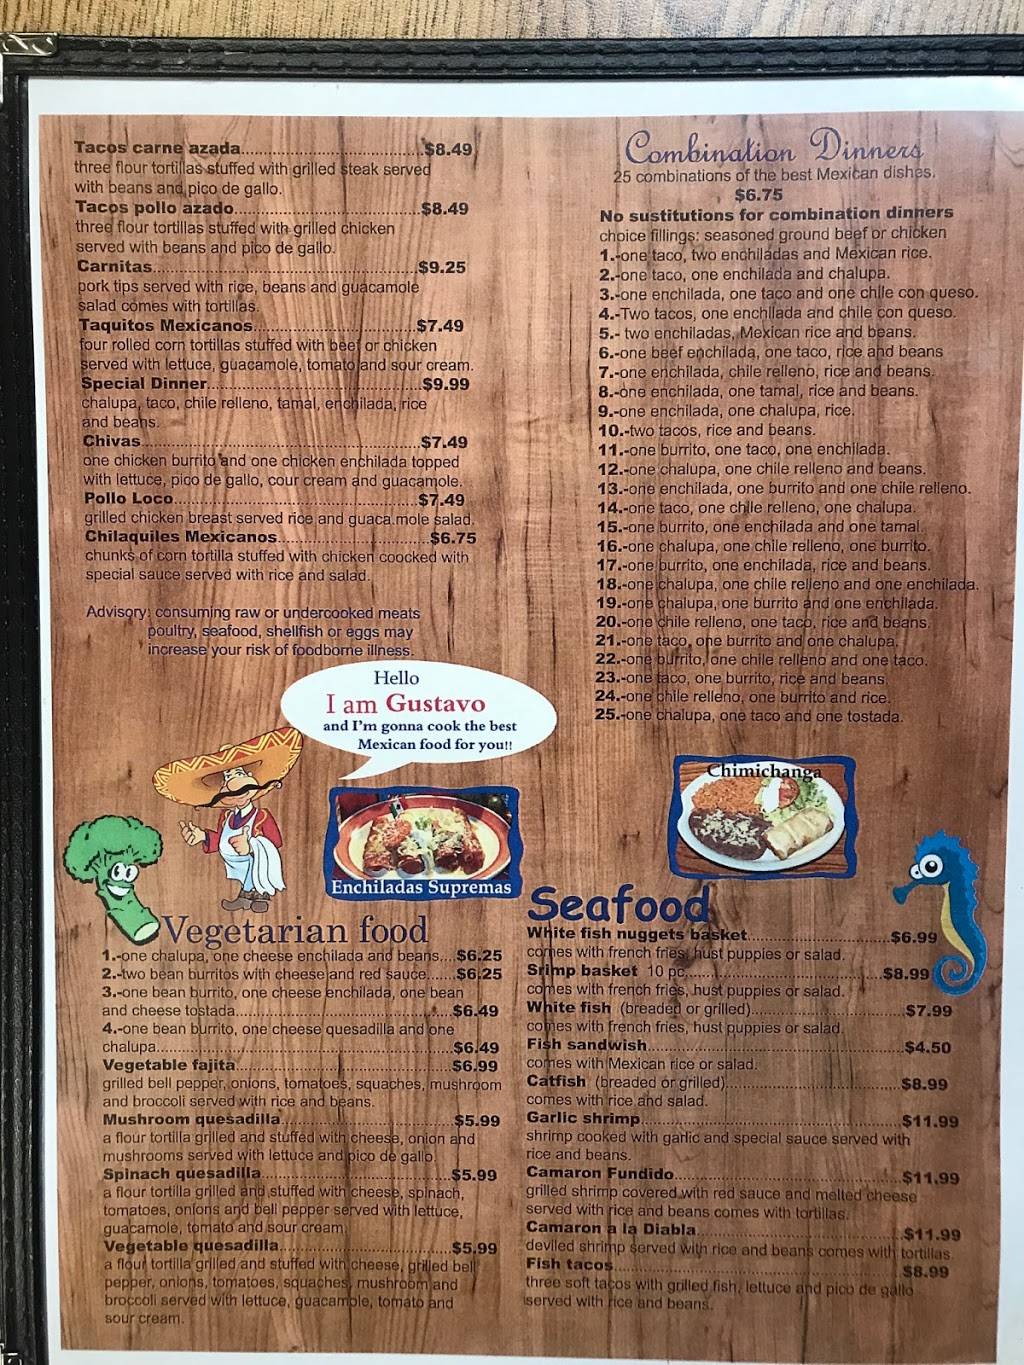 Tacos carne azada.......................................$8.49
three flour tortillas stuffed with grilled steak served
with beans and pico de gallo.
Tacos pollo azado........................................$8.49
three flour tortillas stuffed with grilled chicken
served with beans and pico de gallo.
Carnitas.........................................................$9.25
pork tips served with rice, beans and guacamole
salad comes with tortillas.
Taquitos Mexicanos...................................$7.49
four rolled corn tortillas stuffed with beef or chicken
served with lettuce, guacamole, tomato and sour cream.
Special Dinner..............................................$9.99
chalupa, taco, chile relleno, tamal, enchilada, rice
and beans.
Chivas............................................................$7.49
one chicken burrito and one chicken enchilada topped
with lettuce, pico de gallo, cour cream and guacamole.
Pollo Loco....................................................$7.49
grilled chicken breast served rice and guaca.mole salad.
Chilaquiles Mexicanos.................................$6.75
chunks of corn tortilla stuffed with chicken coocked with
special sauce served with rice and salad.
Advisory: consuming raw or undercooked meats
poultry, seafood, shellfish or eggs may
increase your risk of foodborne illness.
Hello
I am Gustavo
and I'm gonna cook the best
Mexican food for you!!
Enchiladas Supremas
Vegetarian food
1.-one chalupa, one cheese enchilada and beans....$6.25
2.-two bean burritos with cheese and red sauce......$6.25
3.-one bean burrito, one cheese enchilada, one bean
and cheese tostada..............................................$6.49
4.-one bean burrito, one cheese quesadilla and one
chalupa................................................................$6.49
Vegetable fajita..............................................$6.99
grilled bell pepper, onions, tomatoes, squaches, mushroom
and broccoli served with rice and beans.
Mushroom quesadilla.....................................$5.99
a flour tortilla grilled and stuffed with cheese, onion and
mushrooms served with lettuce and pico de gallo.
Spinach quesadilla.........................................$5.99
a flour tortilla grilled and stuffed with cheese, spinach,
tomatoes, onions and bell pepper served with lettuce,
guacamole, tomato and sour cream.
Vegetable quesadilla.....................................$5.99
a flour tortilla grilled and stuffed with cheese, grilled bell
pepper, onions, tomatoes, squaches, mushroom and
broccoli served with lettuce, guacamole, tomato and
sour cream.
Combination Dinners
25 combinations of the best Mexican dishes.
$6.75
No sustitutions for combination dinners
choice fillings: seasoned ground beef or chicken
1.-one taco, two enchiladas and Mexican rice.
2.-one taco, one enchilada and chalupa.
3.-one enchilada, one taco and one chile con queso.
4.-Two tacos, one enchilada and chile con queso.
5.- two enchiladas, Mexican rice and beans.
6.-one beef enchilada, one taco, rice and beans
7.-one enchilada, chile relleno, rice and beans.
8.-one enchilada, one tamal, rice and beans.
9.-one enchilada, one chalupa, rice.
10.-two tacos, rice and beans.
11.-one burrito, one taco, one enchilada.
12.-one chalupa, one chile relleno and beans.
13.-one enchilada, one burrito and one chile relleno.
14.-one taco, one chile relleno, one chalupa.
15.-one burrito, one enchilada and one tamal.
16.-one chalupa, one chile relleno, one burrito.
17.-one burrito, one enchilada, rice and beans.
18.-one chalupa, one chile relleno and one enchilada.
19.-one chalupa, one burrito and one enchilada.
20.-one chile relleno, one taco, rice and beans.
21.-one taco, one burrito and one chalupa.
22.-one burrito, one chile relleno and one taco.
23.-one taco, one burrito, rice and beans.
24.-one chile relleno, one burrito and rice.
25.-one chalupa, one taco and one tostada.
Chimichanga
Seafood
White fish nuggets basket..............................$6.99
comes with french fries, hust puppies or salad.
Srimp basket 10 pc.........................................$8.99
comes with french fries, hust puppies or salad.
White fish (breaded or grilled)................................$7.99
comes with french fries, hust puppies or salad.
Fish sandwish......................................................$4.50
comes with Mexican rice or salad.
Catfish (breaded or grilled).....................................$8.99
comes with rice and salad.
Garlic shrimp........................................................$11.99
shrimp cooked with garlic and special sauce served with
rice and beans.
Camaron Fundido................................................$11.99
grilled shrimp covered with red sauce and melted cheese
served with rice and beans comes with tortillas.
Camaron a la Diabla...........................................$11.99
deviled shrimp served with rice and beans comes with tortillas.
Fish tacos............................................................$8.99
three soft tacos with grilled fish, lettuce and pico de gallo
served with rice and beans.